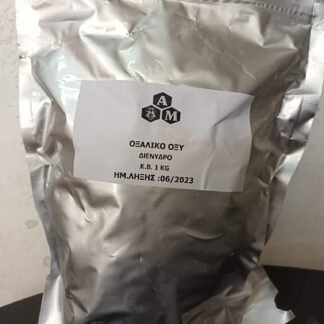 A
M
ΟΞΑΛΙΚΟ ΟΞΥ
ΔΙΕΝΥΔΡΟ
Κ.Β. 1 KG
ΗΜ.ΛΗΞΗΣ :06/2023